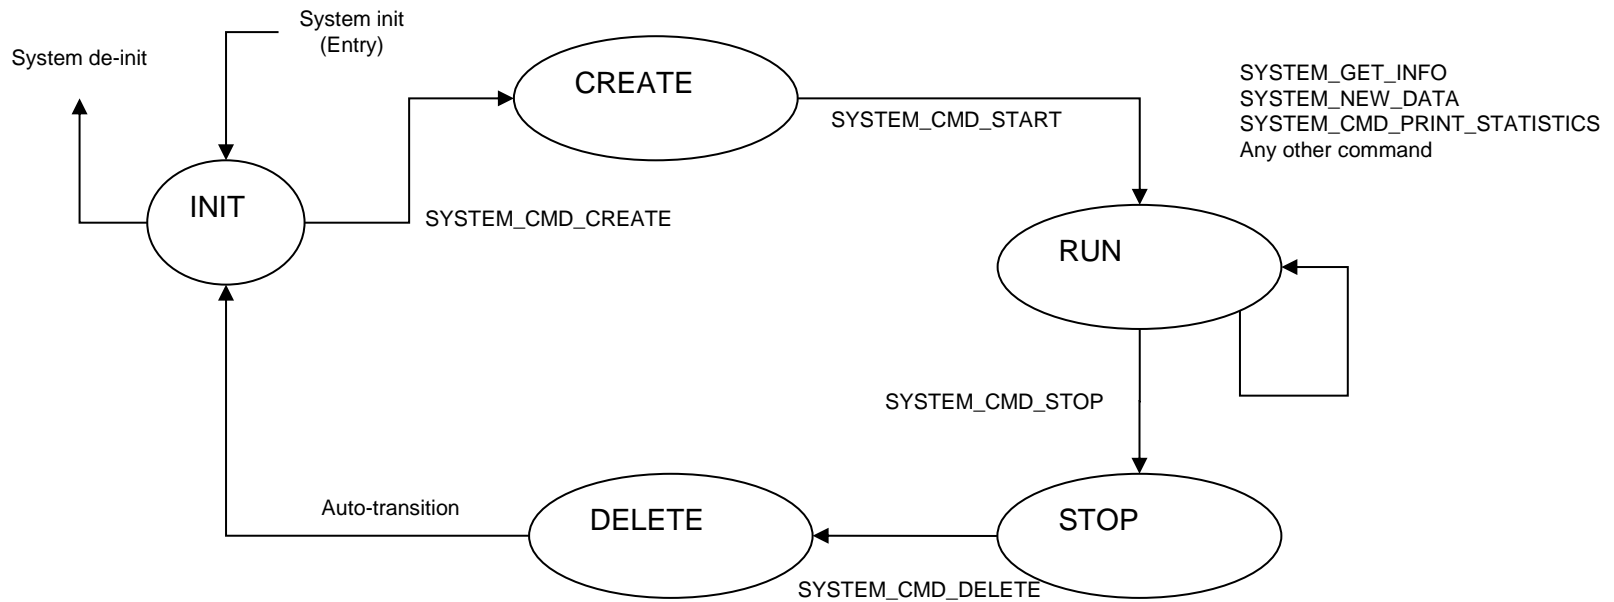 System init
(Entry)
System de-init
CREATE
SYSTEM_CMD_START
SYSTEM_GET_INFO
SYSTEM_NEW_DATA
SYSTEM_CMD_PRINT_STATISTICS
Any other command
INIT
SYSTEM_CMD_CREATE
RUN
SYSTEM_CMD_STOP
Auto-transition
DELETE
STOP
SYSTEM_CMD_DELETE